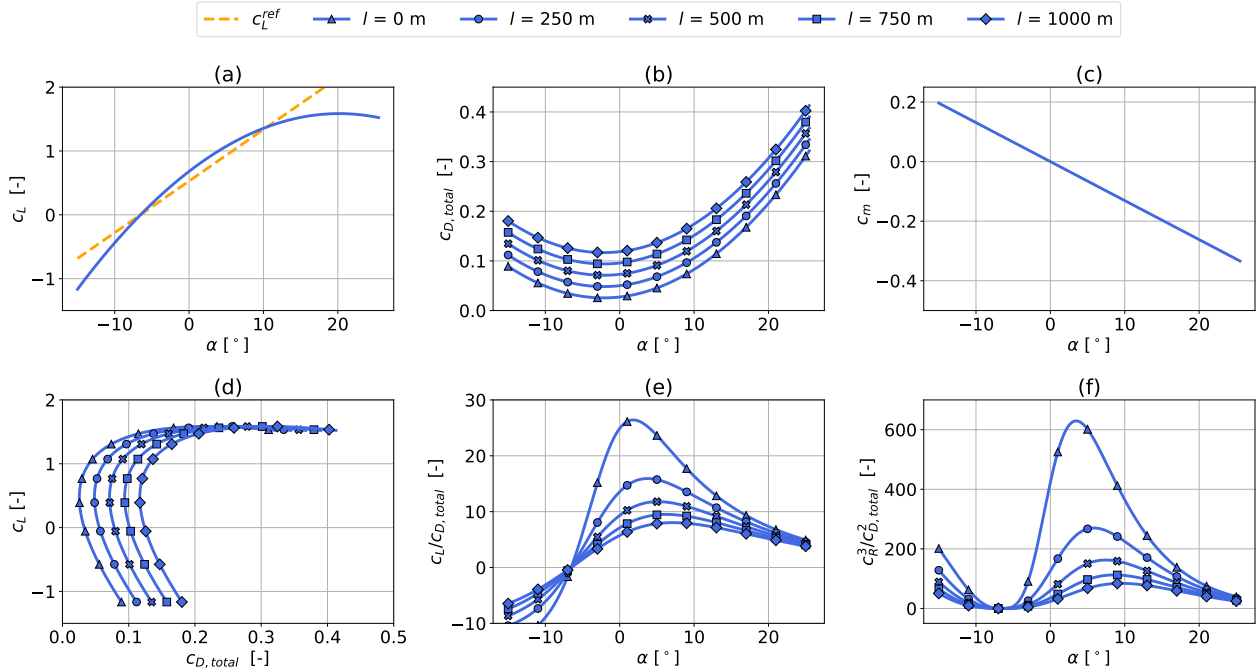 c_L^{ref} l = 0 m l = 250 m l = 500 m l = 750 m l = 1000 m
(a)
2
1
0
−1
c_L [-]
−10 0 10 20
α [°]
(b)
0.4
0.3
0.2
0.1
0.0
c_{D,total} [-]
−10 0 10 20
α [°]
(c)
0.2
0.0
−0.2
−0.4
c_m [-]
−10 0 10 20
α [°]
(d)
2
1
0
−1
c_L [-]
0.0 0.1 0.2 0.3 0.4 0.5
c_{D,total} [-]
(e)
30
20
10
0
−10
c_L/c_{D,total} [-]
−10 0 10 20
α [°]
(f)
600
400
200
0
c_R^3/c_{D,total}^2 [-]
−10 0 10 20
α [°]